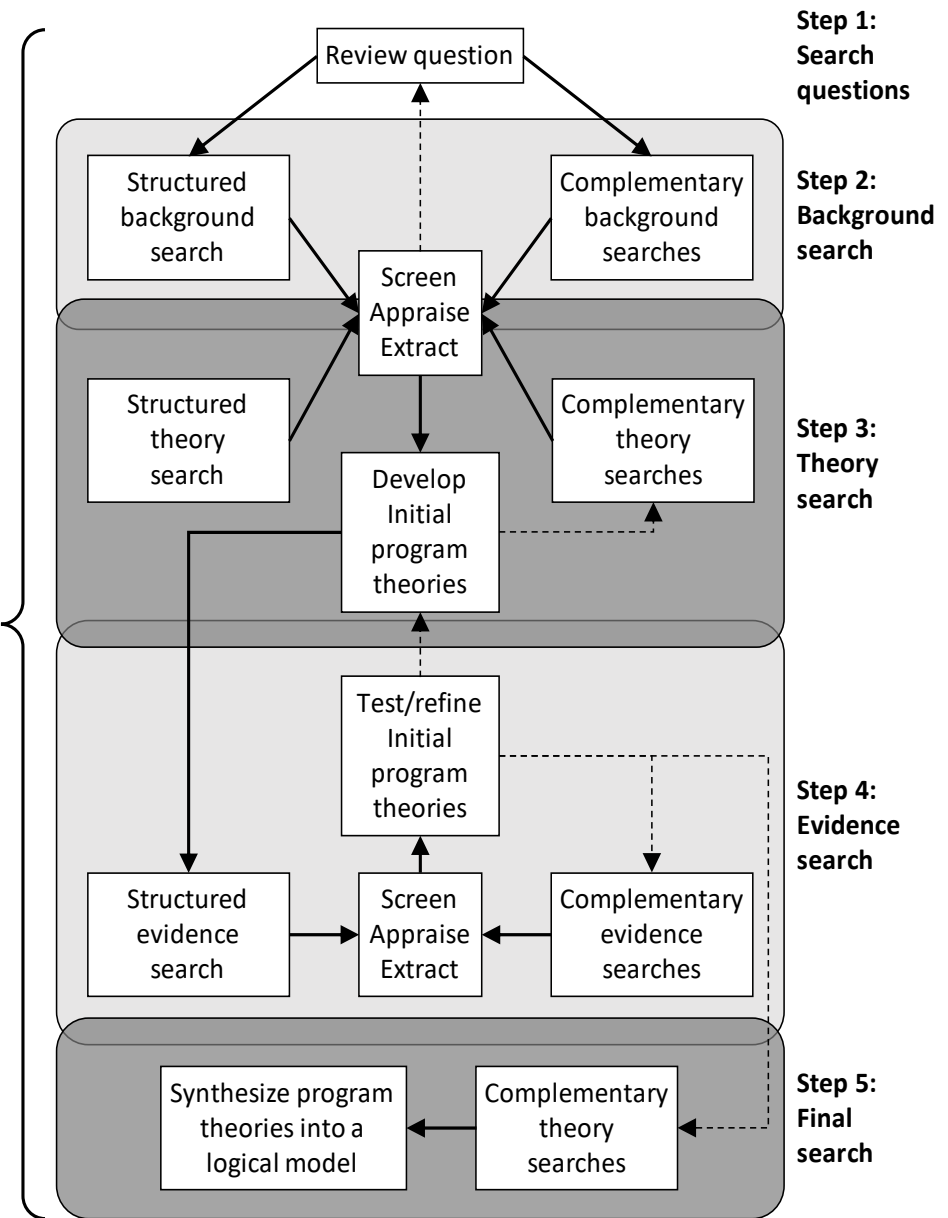 Step 1:
Search
questions
Review question
Step 2:
Background
search
Structured
background
search
Complementary
background
searches
Screen
Appraise
Extract
Step 3:
Theory
search
Structured
theory
search
Complementary
theory
searches
Develop
Initial
program
theories
Step 4:
Evidence
search
Test/refine
Initial
program
theories
Structured
evidence
search
Screen
Appraise
Extract
Complementary
evidence
searches
Step 5:
Final
search
Synthesize program
theories into a
logical model
Complementary
theory
searches